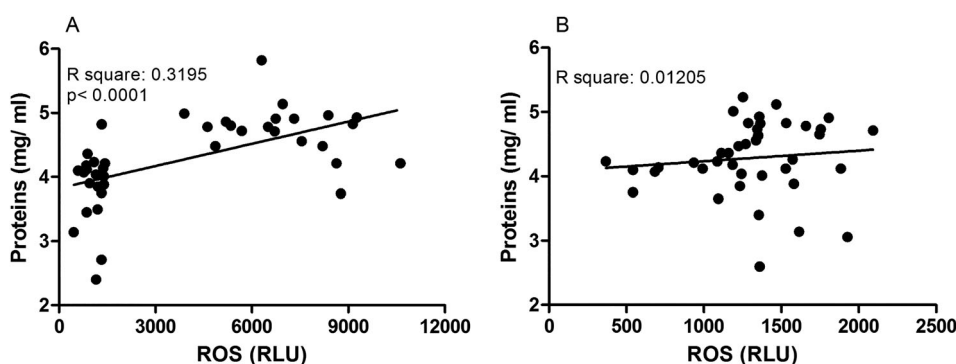 A
Proteins (mg/ ml)
6
5
4
3
2
R square: 0.3195
p< 0.0001
0
3000
6000
9000
12000
ROS (RLU)
B
Proteins (mg/ ml)
6
5
4
3
2
R square: 0.01205
0
500
1000
1500
2000
2500
ROS (RLU)